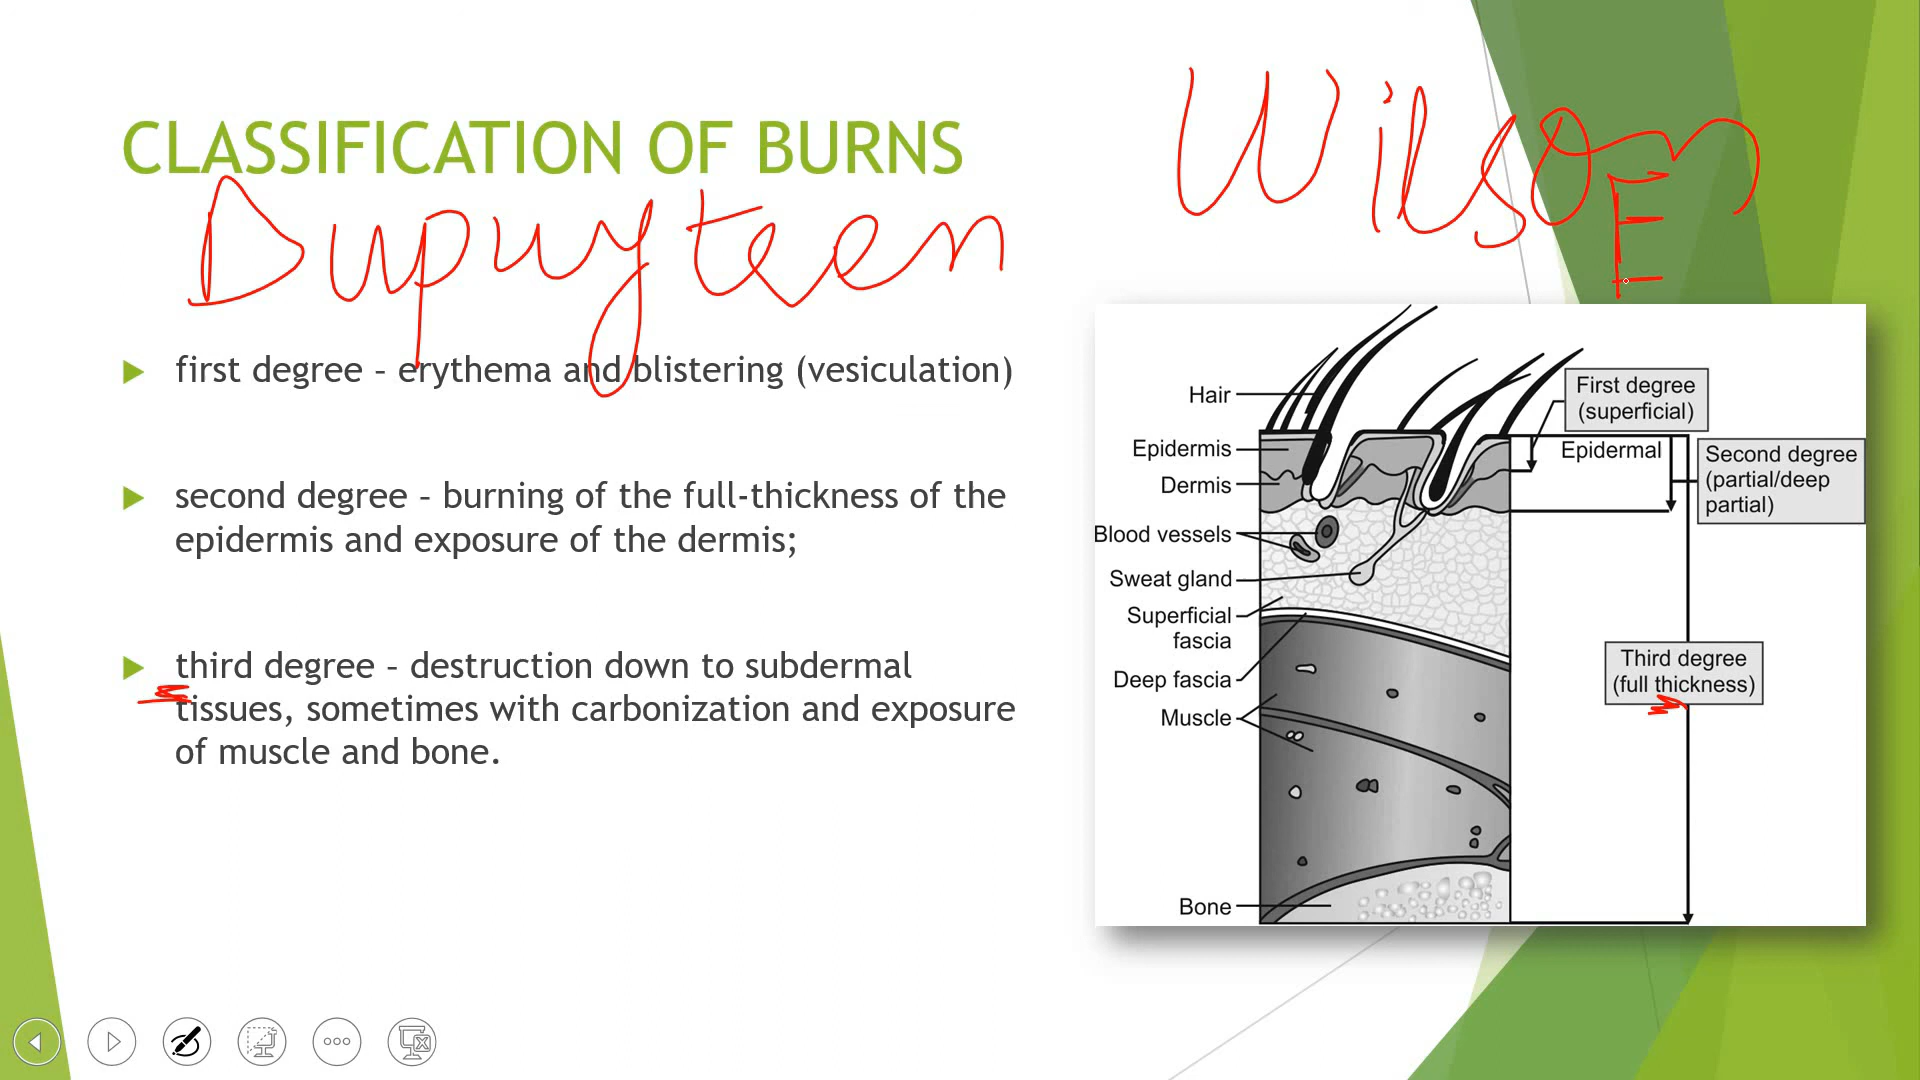 CLASSIFICATION OF BURNS
Wilson
E
Dupuyteen
first degree – erythema and blistering (vesiculation)
second degree – burning of the full-thickness of the
epidermis and exposure of the dermis;
third degree – destruction down to subdermal
tissues, sometimes with carbonization and exposure
of muscle and bone.
Hair
Epidermis
Dermis
Blood vessels
Sweat gland
Superficial
fascia
Deep fascia
Muscle
Bone
First degree
(superficial)
Epidermal
Second degree
(partial/deep
partial)
Third degree
(full thickness)